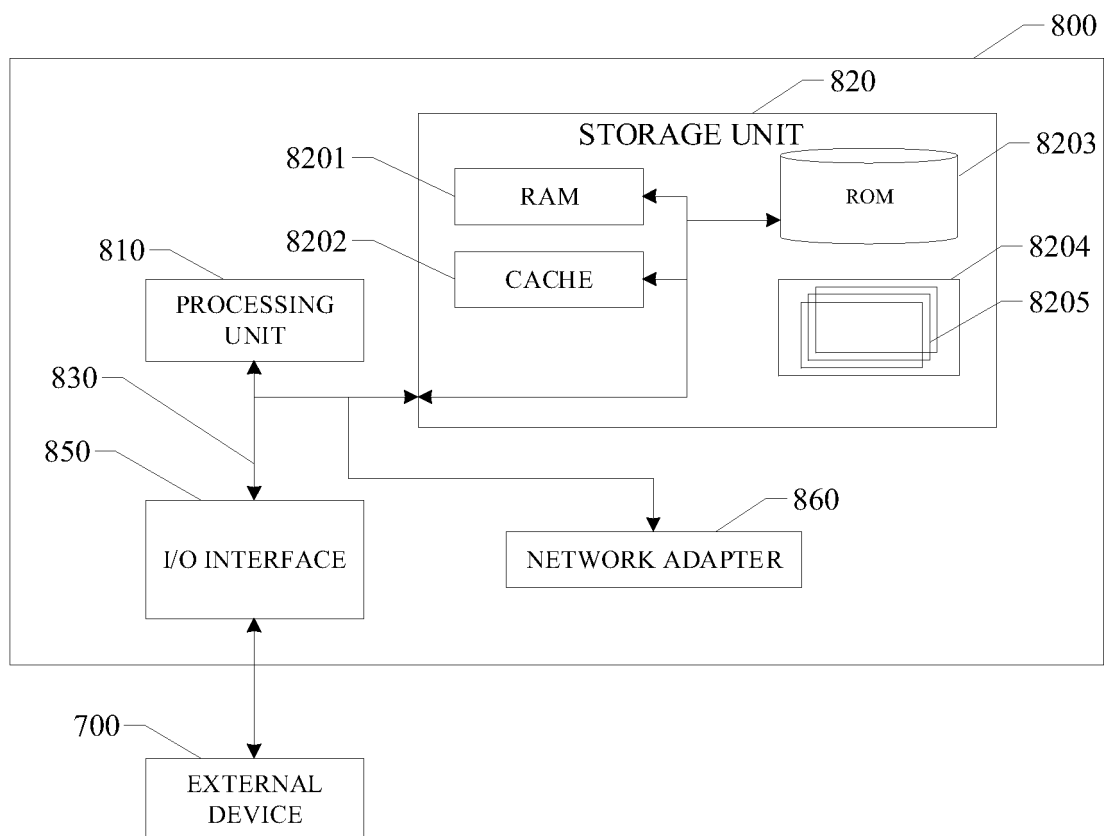 800
820
STORAGE UNIT
8201
RAM
8203
ROM
8202
CACHE
8204
8205
810
PROCESSING
UNIT
830
850
I/O INTERFACE
860
NETWORK ADAPTER
700
EXTERNAL
DEVICE